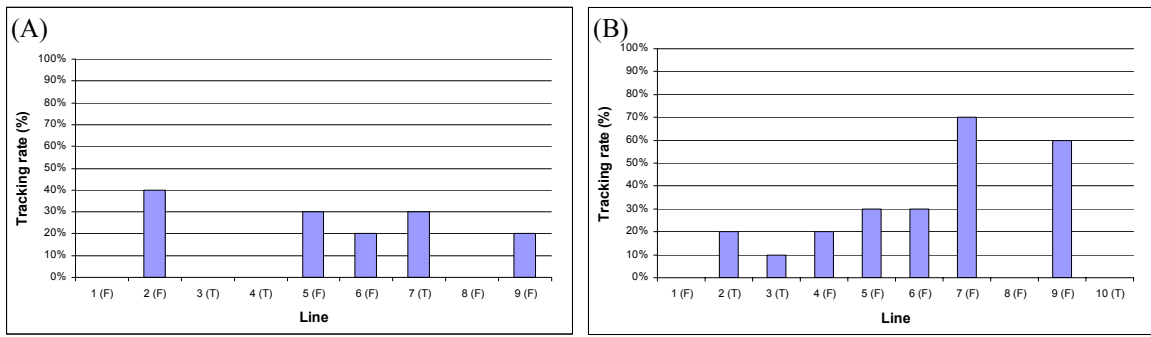 (A)
Tracking rate (%)
100%
90%
80%
70%
60%
50%
40%
30%
20%
10%
0%
1 (F) 2 (F) 3 (T) 4 (T) 5 (F) 6 (F) 7 (T) 8 (F) 9 (F)
Line
(B)
Tracking rate (%)
100%
90%
80%
70%
60%
50%
40%
30%
20%
10%
0%
1 (F) 2 (T) 3 (T) 4 (F) 5 (F) 6 (F) 7 (F) 8 (F) 9 (F) 10 (T)
Line